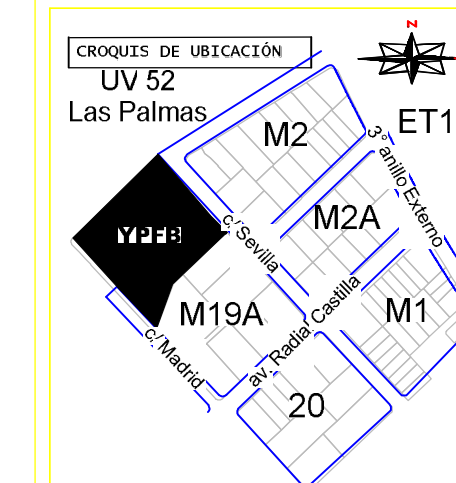 N
CROQUIS DE UBICACIÓN
UV 52
Las Palmas
ET1
M2
3° anillo Externo
M2A
c/Sevilla
YPFB
M19A
M1
av. Radial Castilla
c/Madrid
20